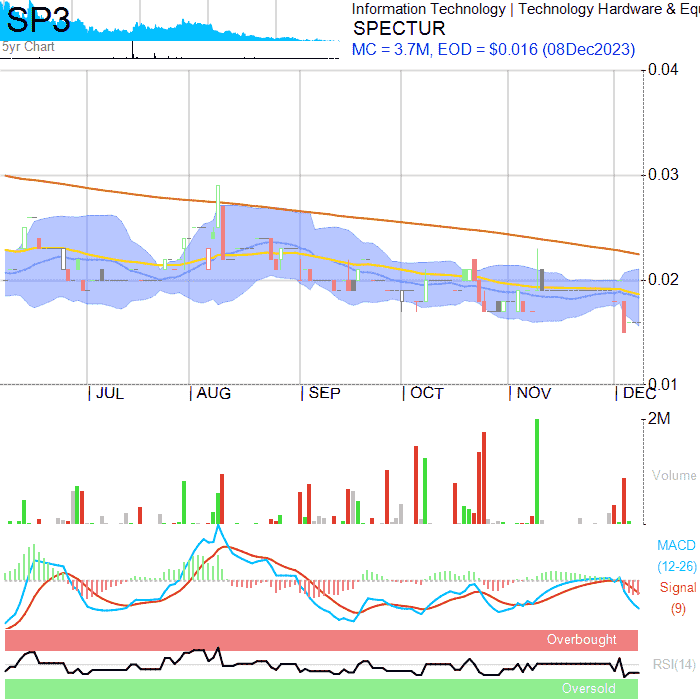 SP3
Information Technology | Technology Hardware & Equ
SPECTUR
5yr Chart
MC = 3.7M, EOD = $0.016 (08Dec2023)
0.04
0.03
0.02
0.01
JUL AUG SEP OCT NOV DEC
2M
Volume
MACD
(12-26)
Signal
(9)
Overbought
RSI(14)
Oversold